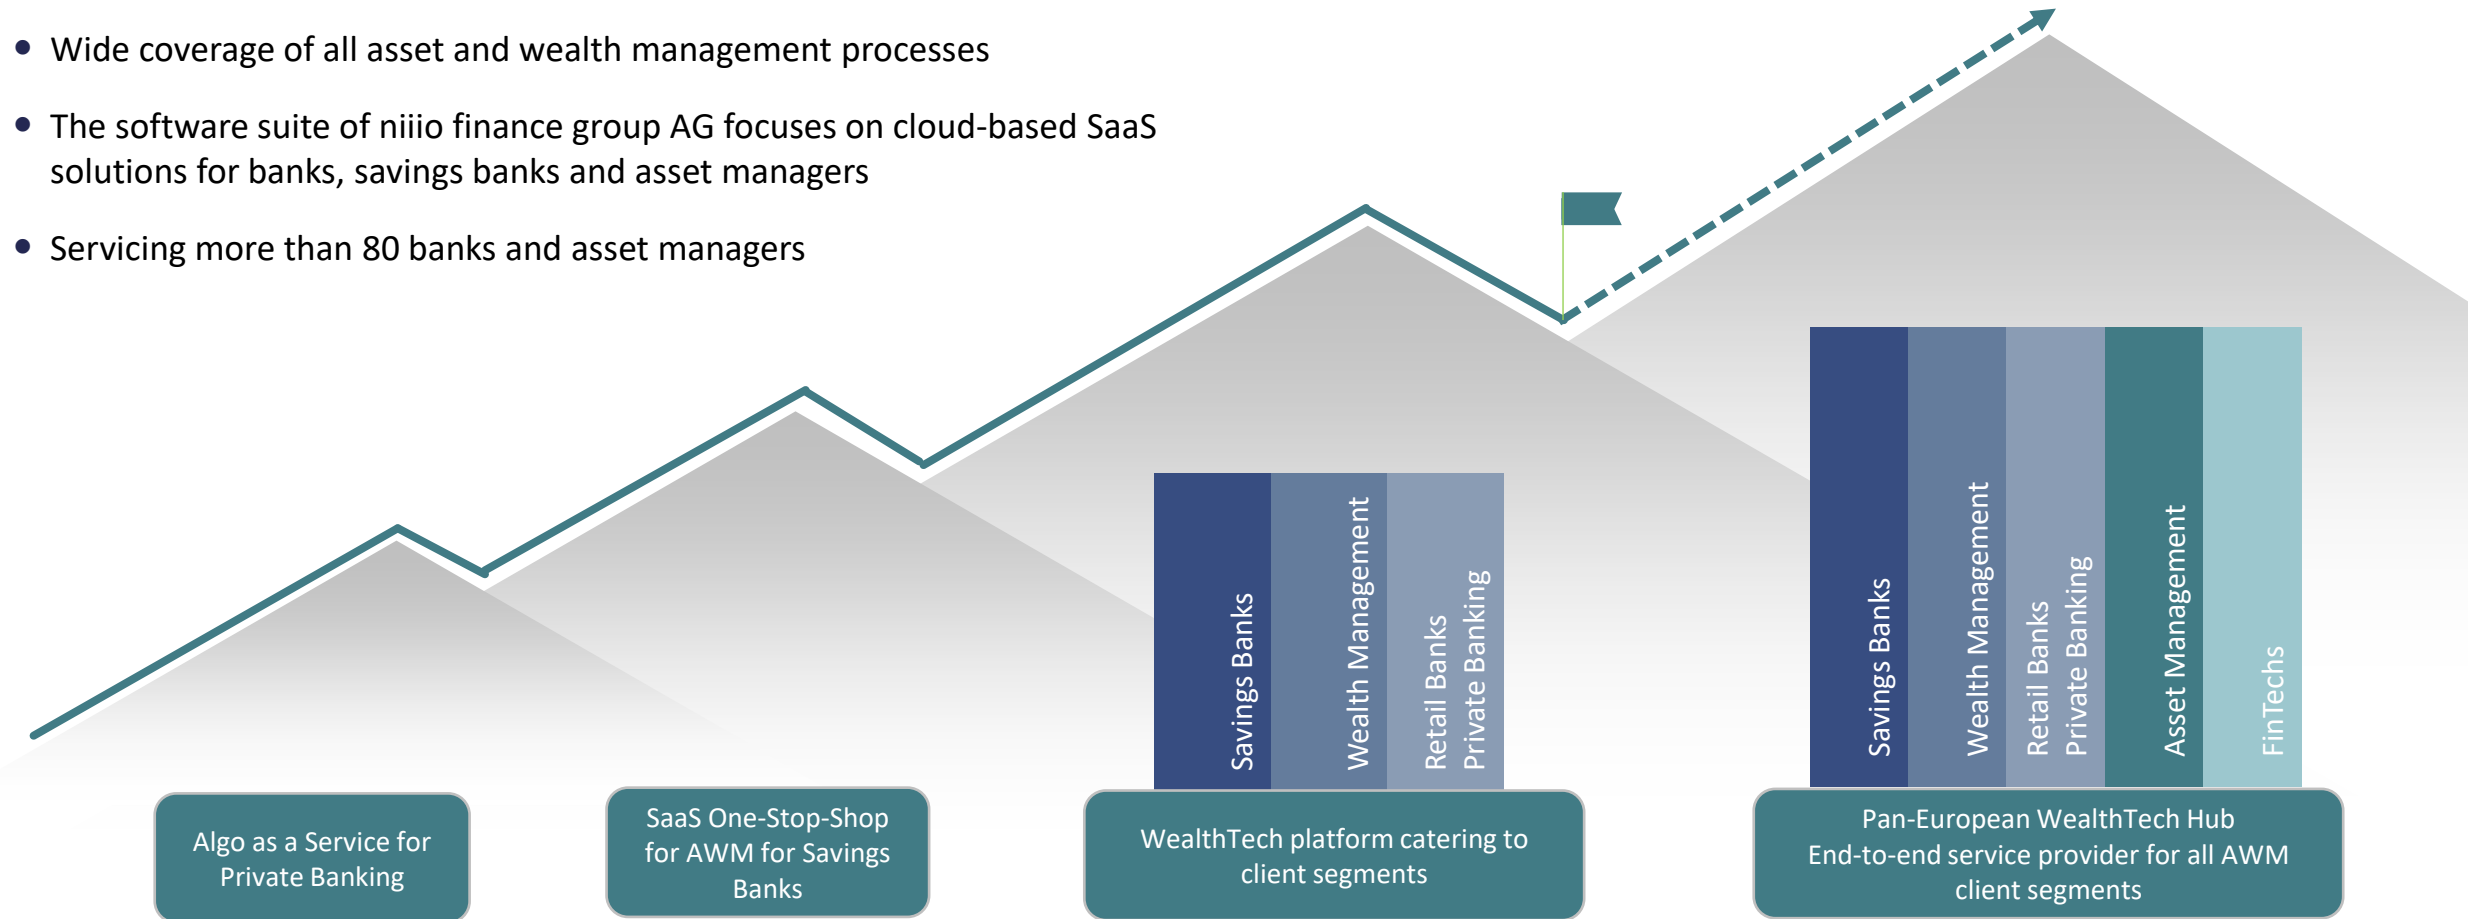 Wide coverage of all asset and wealth management processes
The software suite of niiio finance group AG focuses on cloud-based SaaS
solutions for banks, savings banks and asset managers
Servicing more than 80 banks and asset managers
Savings Banks
Wealth Management
Retail Banks
Private Banking
Savings Banks
Wealth Management
Retail Banks
Private Banking
Asset Management
FinTechs
Algo as a Service for
Private Banking
SaaS One-Stop-Shop
for AWM for Savings
Banks
WealthTech platform catering to
client segments
Pan-European WealthTech Hub
End-to-end service provider for all AWM
client segments